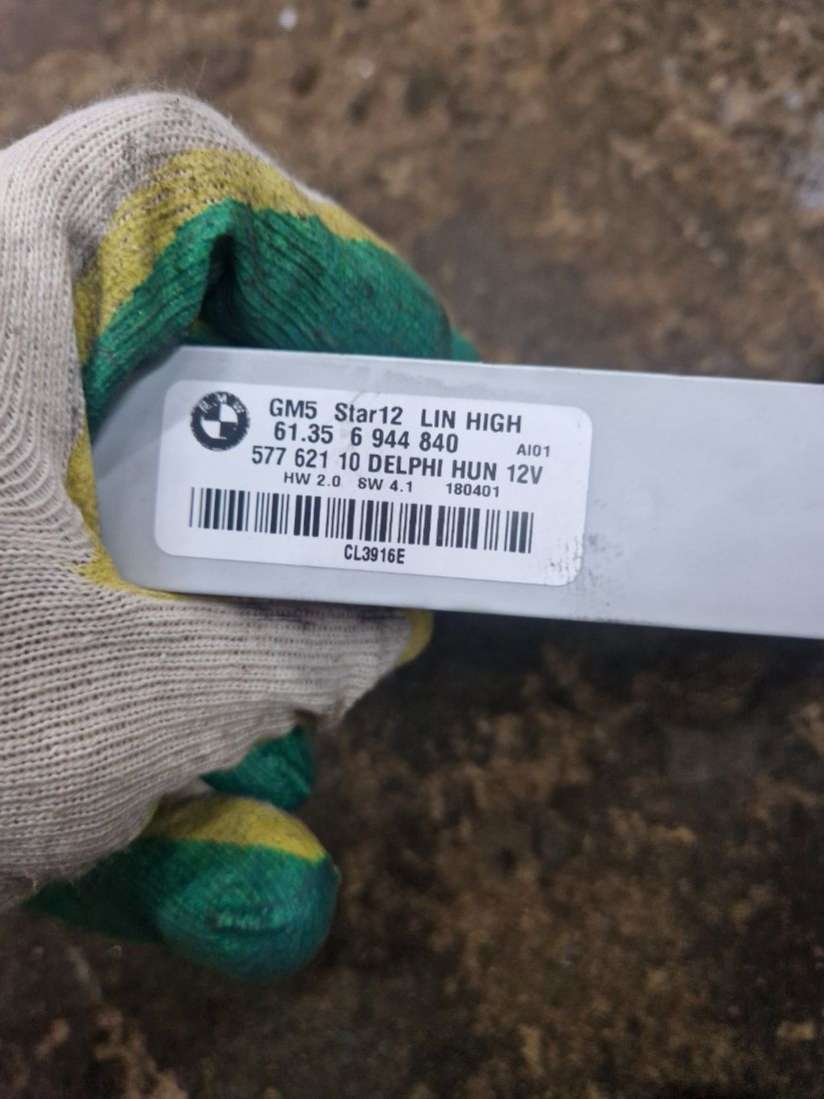 GM5 Star12 LIN HIGH
61.35 6 944 840 AI01
577 621 10 DELPHI HUN 12V
HW 2.0 SW 4.1 180401
CL3916E